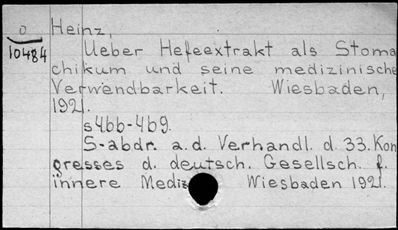 O
10484
Heinz,
Ueber Hefeextrakt als Stoma
chikum und seine medizinische
Verwendbarkeit. Wiesbaden,
1921.
s466-469.
S-abdr. a.d. Verhandl. d. 33. Kon
gresses d. deutsch. Gesellsch. f.
innere Mediz Wiesbaden 1921.